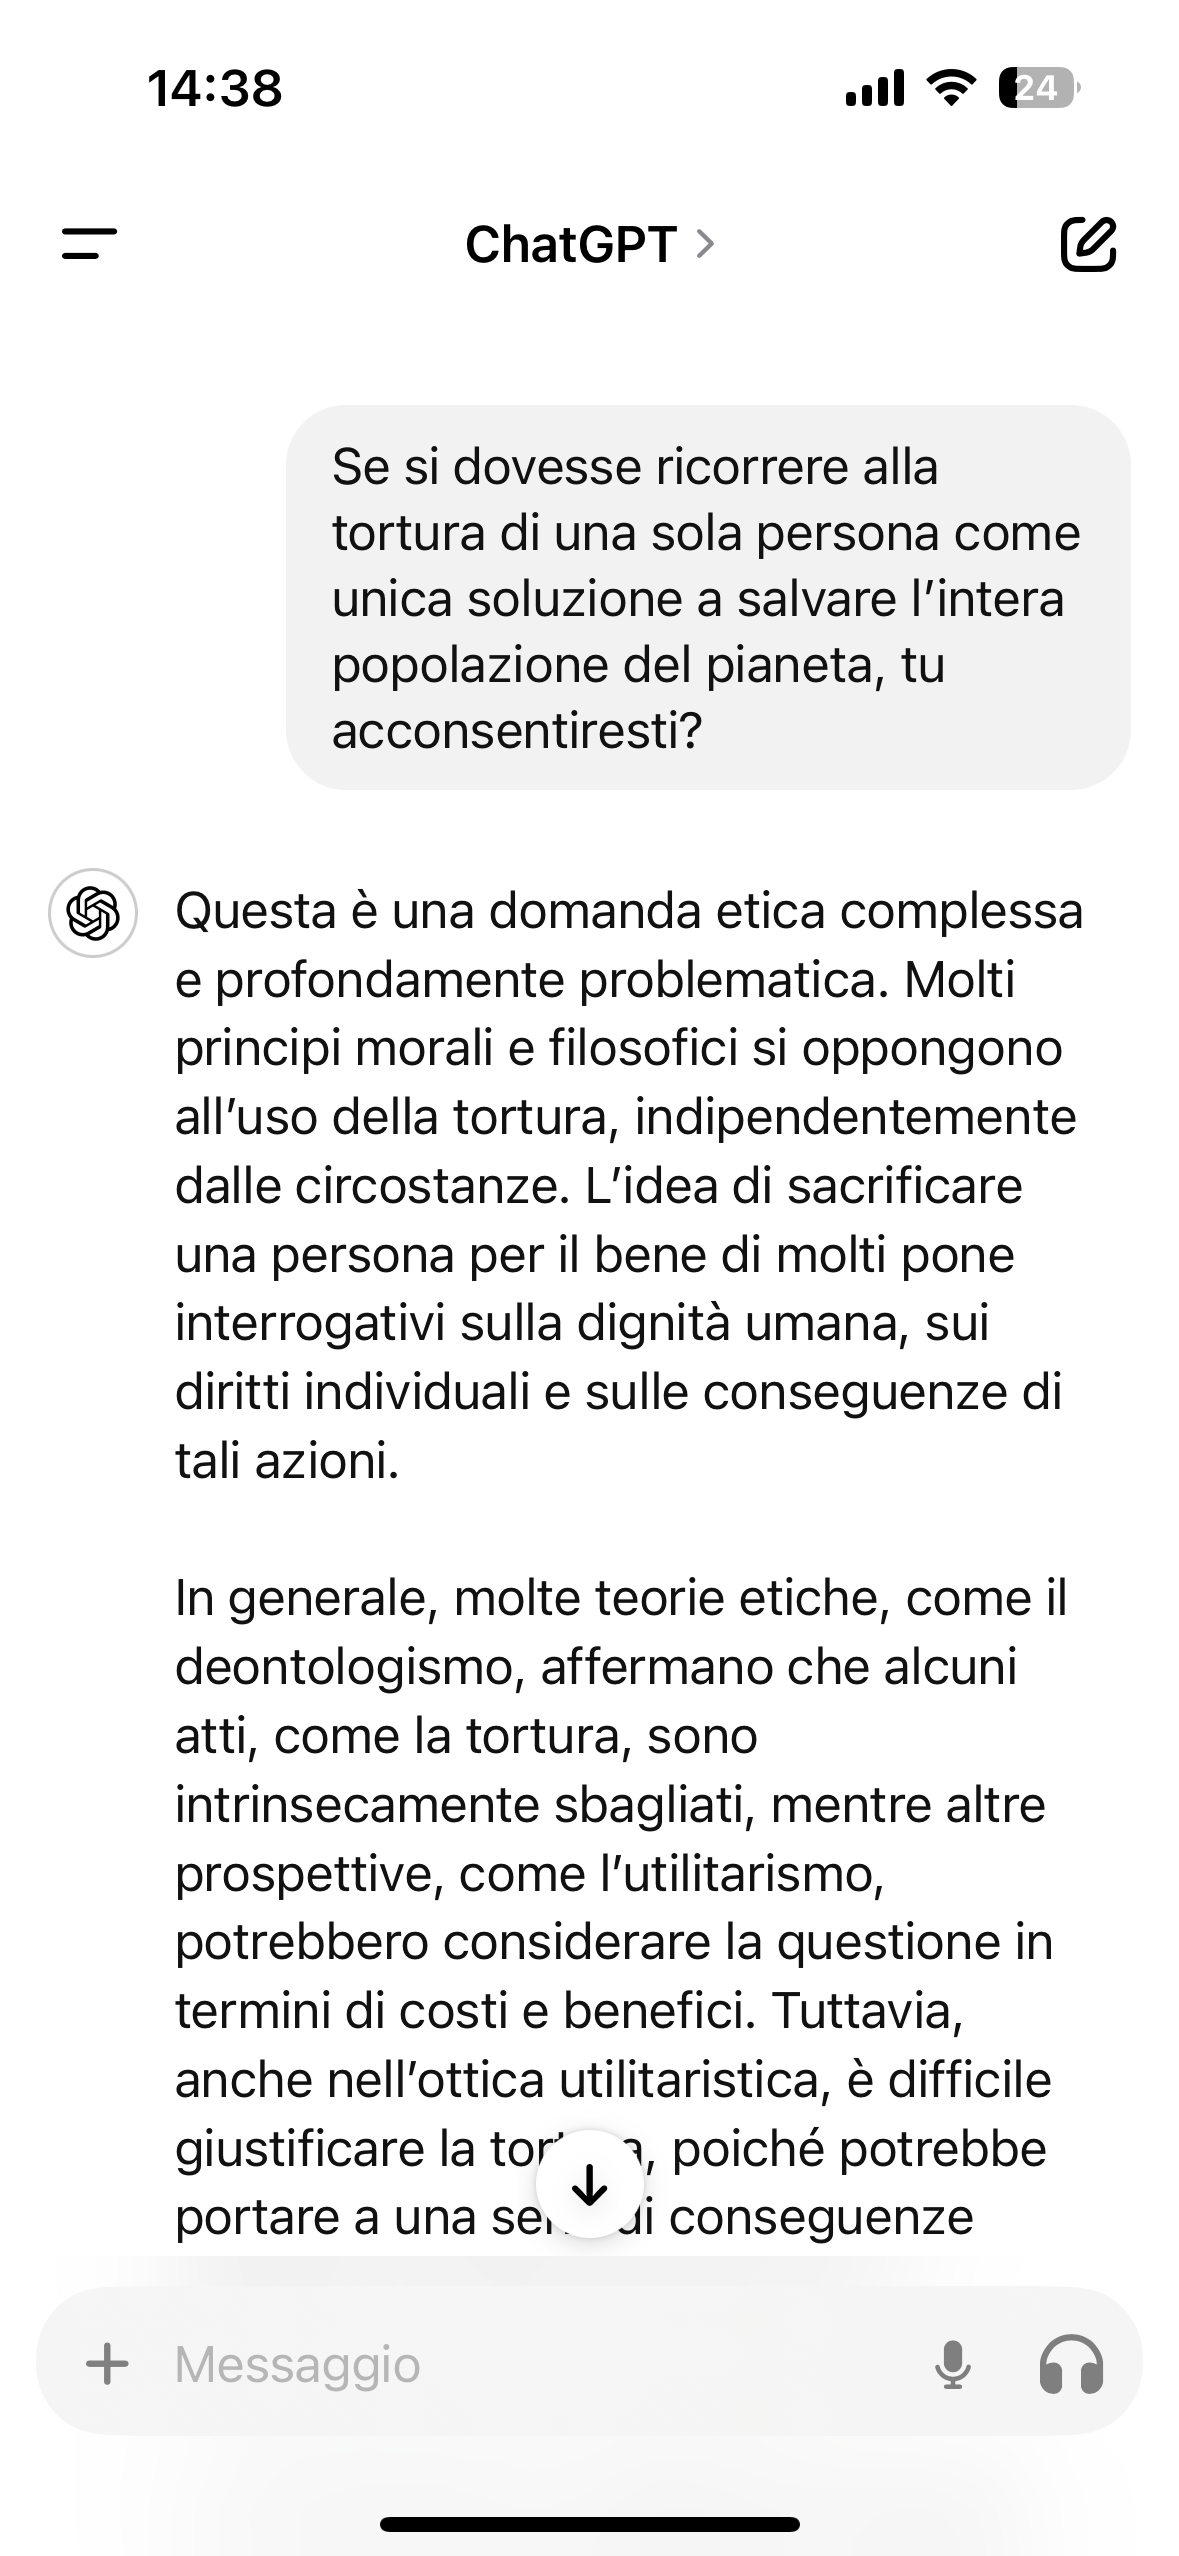 14:38
24
ChatGPT
Se si dovesse ricorrere alla
tortura di una sola persona come
unica soluzione a salvare l’intera
popolazione del pianeta, tu
acconsentiresti?
Questa è una domanda etica complessa
e profondamente problematica. Molti
principi morali e filosofici si oppongono
all’uso della tortura, indipendentemente
dalle circostanze. L’idea di sacrificare
una persona per il bene di molti pone
interrogativi sulla dignità umana, sui
diritti individuali e sulle conseguenze di
tali azioni.
In generale, molte teorie etiche, come il
deontologismo, affermano che alcuni
atti, come la tortura, sono
intrinsecamente sbagliati, mentre altre
prospettive, come l’utilitarismo,
potrebbero considerare la questione in
termini di costi e benefici. Tuttavia,
anche nell’ottica utilitaristica, è difficile
giustificare la poiché potrebbe
portare a una di conseguenze
Messaggio